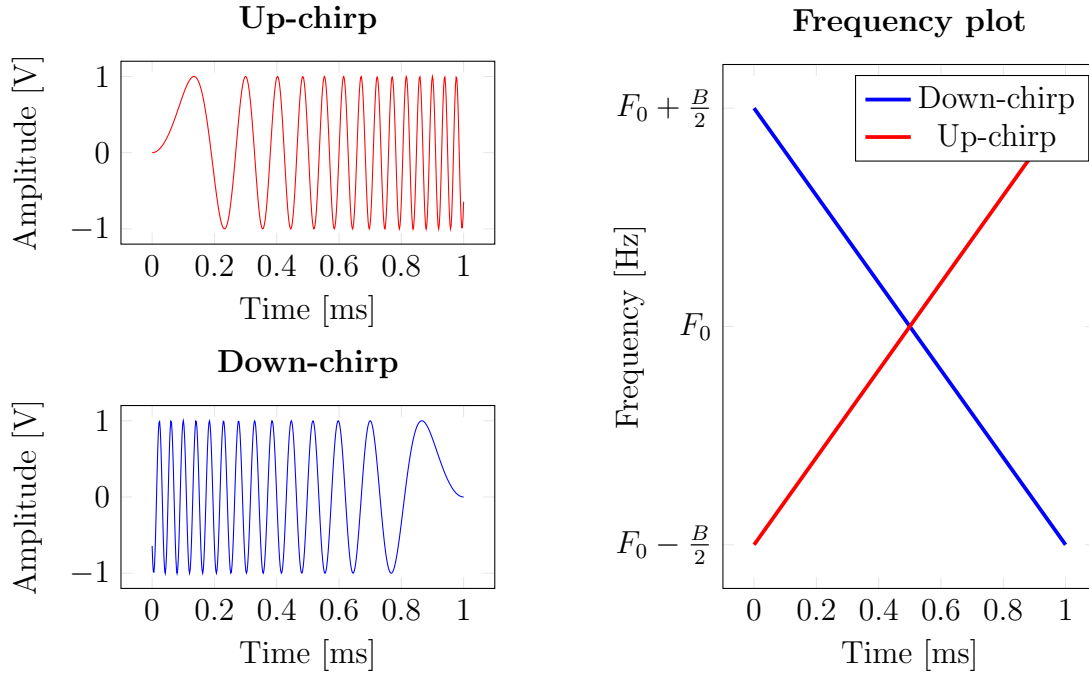 Up-chirp
Amplitude [V]
1
0
−1
0 0.2 0.4 0.6 0.8 1
Time [ms]
Down-chirp
Amplitude [V]
1
0
−1
0 0.2 0.4 0.6 0.8 1
Time [ms]
Frequency plot
Frequency [Hz]
F₀ + B/2
F₀
F₀ − B/2
Down-chirp
Up-chirp
0 0.2 0.4 0.6 0.8 1
Time [ms]